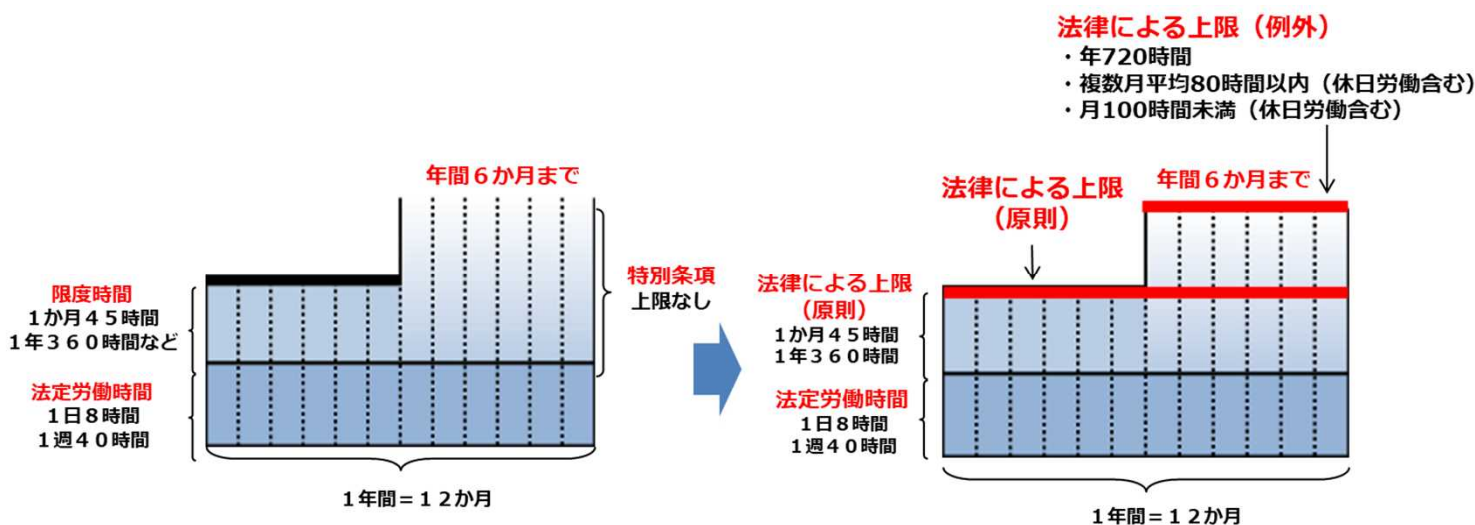 年間６か月まで
限度時間
１か月４５時間
１年３６０時間など
法定労働時間
１日８時間
１週４０時間
特別条項
上限なし
１年間＝１２か月
法律による上限（例外）
・年720時間
・複数月平均80時間以内（休日労働含む）
・月100時間未満（休日労働含む）
法律による上限
（原則）
年間６か月まで
法律による上限
（原則）
１か月４５時間
１年３６０時間
法定労働時間
１日８時間
１週４０時間
１年間＝１２か月